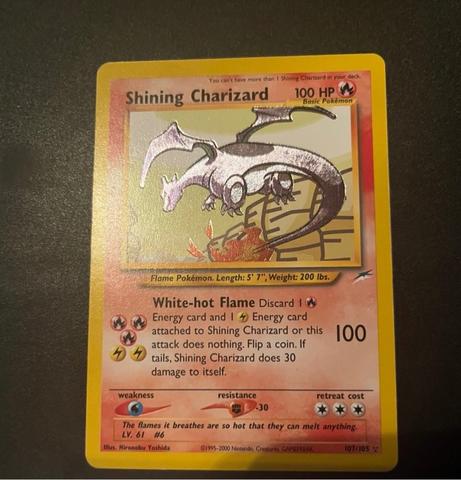 You can't have more than 1 Shining Charizard in your deck.
Shining Charizard 100 HP
Basic Pokémon
Flame Pokémon. Length: 5' 7", Weight: 200 lbs.
White-hot Flame Discard 1
Energy card and 1 Energy card
attached to Shining Charizard or this
attack does nothing. Flip a coin. If
tails, Shining Charizard does 30
damage to itself.
100
weakness resistance retreat cost
-30
The flames it breathes are so hot that they can melt anything.
LV. 61 #6
Illus. Hironobu Yoshida ©1995-2000 Nintendo, Creatures, GAMEFREAK. 107/105